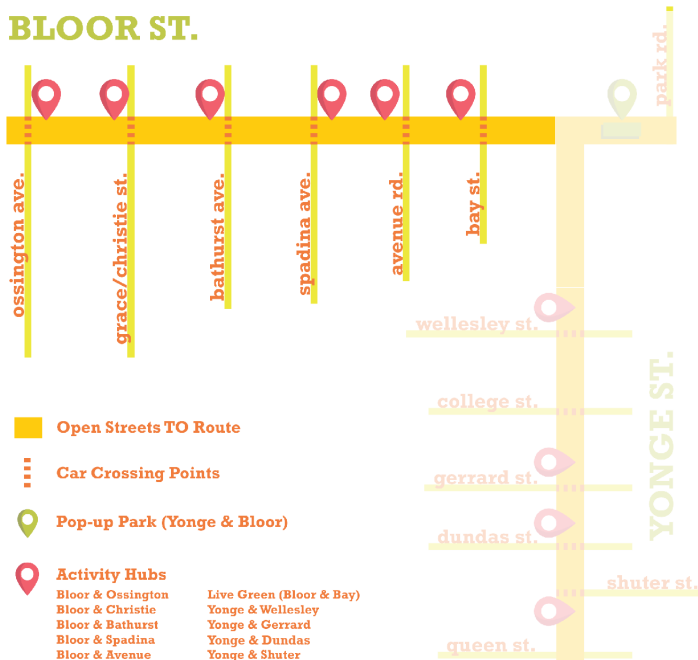 BLOOR ST.
park rd.
ossington ave.
grace/christie st.
bathurst ave.
spadina ave.
avenue rd.
bay st.
wellesley st.
college st.
gerrard st.
dundas st.
shuter st.
queen st.
YONGE ST.
Open Streets TO Route
Car Crossing Points
Pop-up Park (Yonge & Bloor)
Activity Hubs
Bloor & Ossington
Bloor & Christie
Bloor & Bathurst
Bloor & Spadina
Bloor & Avenue
Live Green (Bloor & Bay)
Yonge & Wellesley
Yonge & Gerrard
Yonge & Dundas
Yonge & Shuter